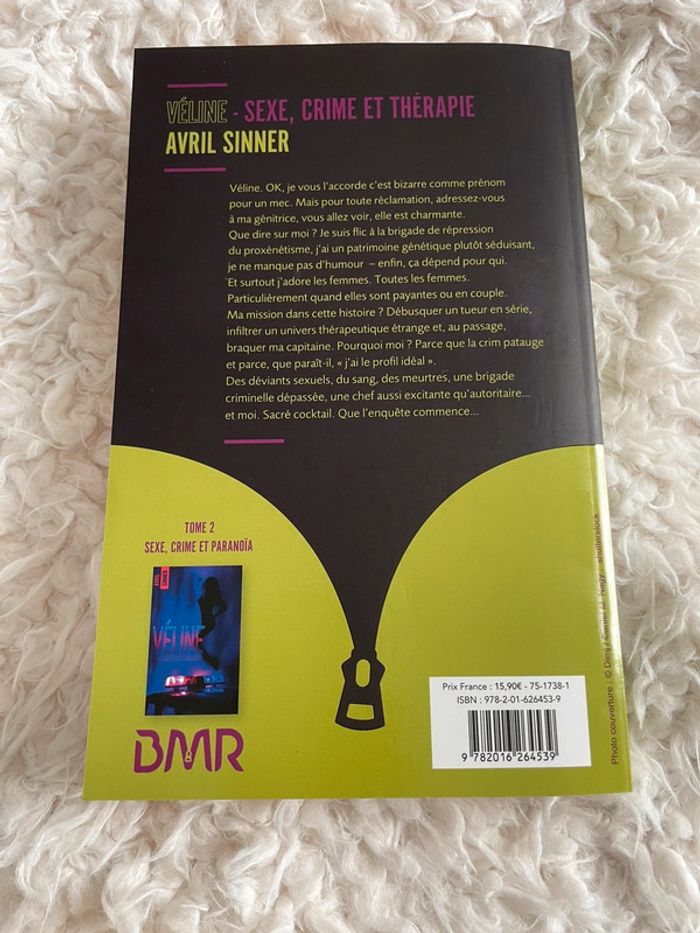 VÉLINE - SEXE, CRIME ET THÉRAPIE
AVRIL SINNER
Véline. OK, je vous l'accorde c'est bizarre comme prénom
pour un mec. Mais pour toute réclamation, adressez-vous
à ma génitrice, vous allez voir, elle est charmante.
Que dire sur moi ? Je suis flic à la brigade de répression
du proxénétisme, j'ai un patrimoine génétique plutôt séduisant,
je ne manque pas d'humour – enfin, ça dépend pour qui.
Et surtout j'adore les femmes. Toutes les femmes.
Particulièrement quand elles sont payantes ou en couple.
Ma mission dans cette histoire ? Débusquer un tueur en série,
infiltrer un univers thérapeutique étrange et, au passage,
braquer ma capitaine. Pourquoi moi ? Parce que la crim patauge
et parce, que paraît-il, « j'ai le profil idéal ».
Des déviants sexuels, du sang, des meurtres, une brigade
criminelle dépassée, une chef aussi excitante qu'autoritaire...
et moi. Sacré cocktail. Que l'enquête commence...
TOME 2
SEXE, CRIME ET PARANOÏA
AVRIL
SINNER
VÉLINE
BMR
Prix France : 15,90€ - 75-1738-1
ISBN : 978-2-01-626453-9
9 782016 264539
Photo couverture : © Dimj / Daniel M. Nagy - shutterstock